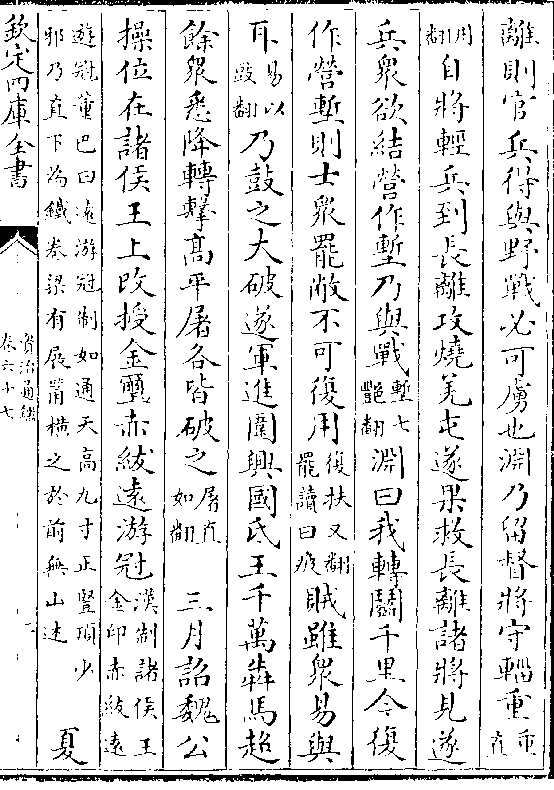 離則官兵得與野戰必可虜也淵乃留督將守輜重重直
用翻自將輕兵到長離攻燒羌屯遂果救長離諸將見遂
兵衆欲結營作塹乃與戰塹七艶翻淵曰我轉鬬千里今復
作營塹則士衆罷敝不可復用復扶又翻罷讀曰疲賊雖衆易與
耳易以豉翻乃鼓之大破遂軍進圍興國氐王千萬犇馬超
餘衆悉降轉擊高平屠各皆破之屠直如翻 三月詔魏公
操位在諸侯王上改授金璽赤紱遠游冠漢制諸侯王金印赤紱遠
遊冠董巴曰遠游冠制如通天高九寸正豎頂少邪乃直下為鐵卷梁有展筩横之於前無山述 夏
欽定四庫全書
資治通鑑
卷六十七